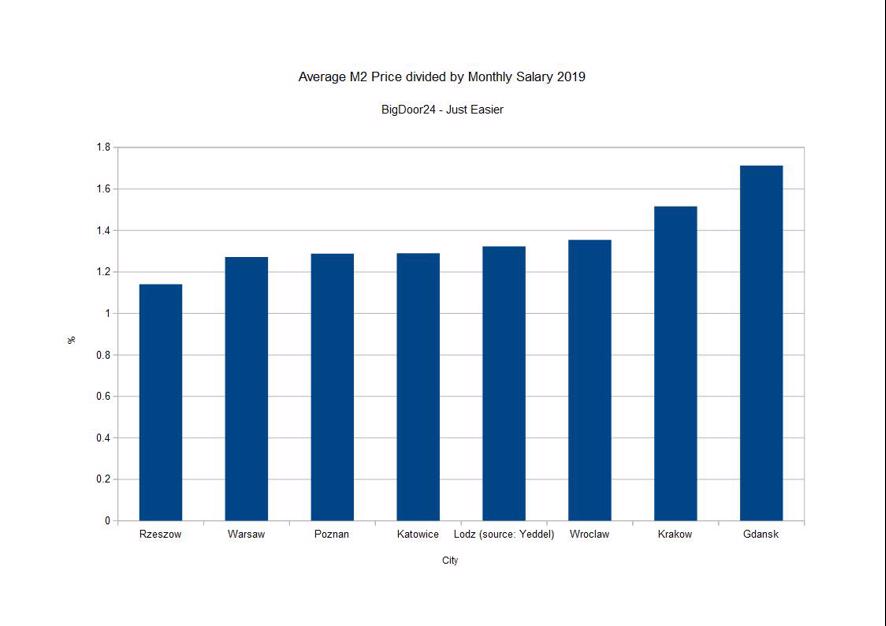 Average M2 Price divided by Monthly Salary 2019
BigDoor24 - Just Easier
1.8
1.6
1.4
1.2
1
0.8
0.6
0.4
0.2
0
%
Rzeszow Warsaw Poznan Katowice Lodz (source: Yeddel) Wroclaw Krakow Gdansk
City